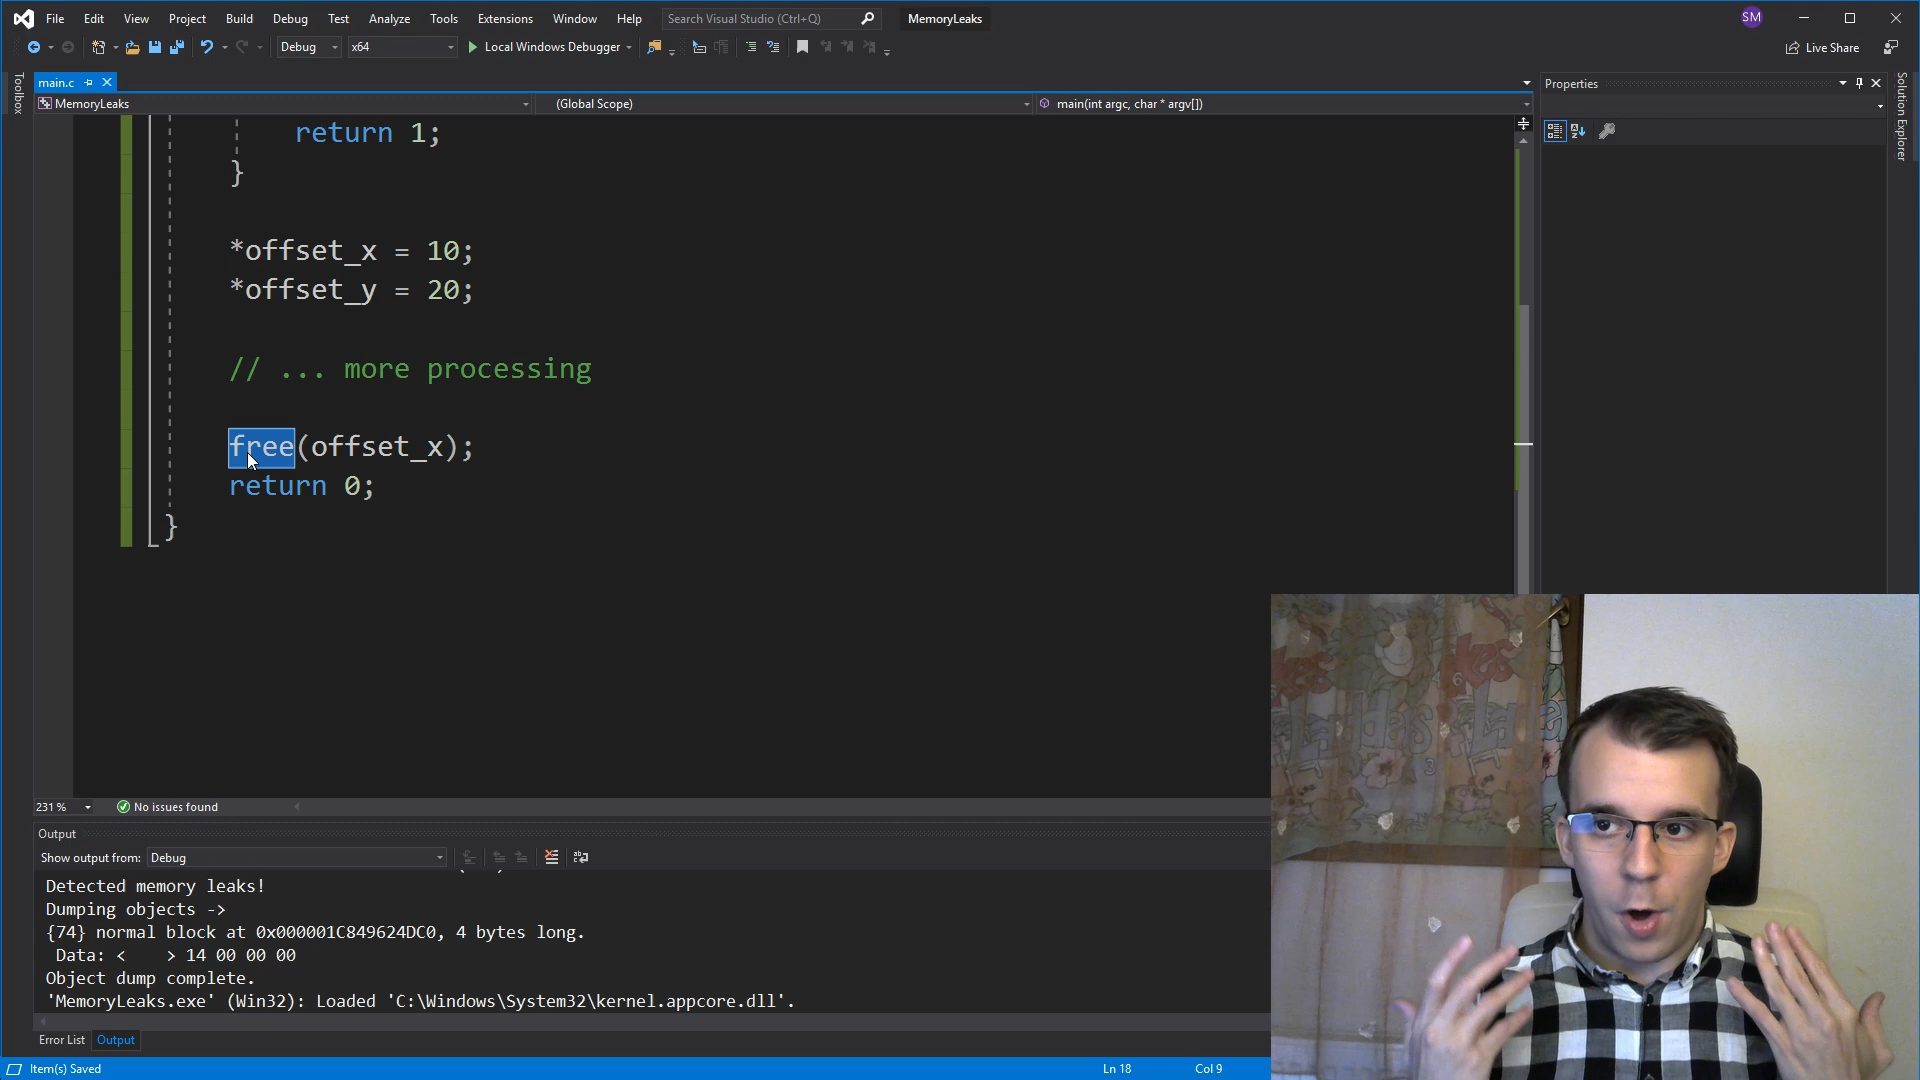 File Edit View Project Build Debug Test Analyze Tools Extensions Window Help Search Visual Studio (Ctrl+Q) MemoryLeaks SM
Debug x64 Local Windows Debugger Live Share
Toolbox
main.c
MemoryLeaks (Global Scope) main(int argc, char * argv[])
Properties
Solution Explorer
return 1;
}
*offset_x = 10;
*offset_y = 20;
// ... more processing
free(offset_x);
return 0;
}
231 % No issues found
Output
Show output from: Debug
Detected memory leaks!
Dumping objects ->
{74} normal block at 0x000001C849624DC0, 4 bytes long.
Data: < > 14 00 00 00
Object dump complete.
'MemoryLeaks.exe' (Win32): Loaded 'C:\Windows\System32\kernel.appcore.dll'.
Error List Output
Item(s) Saved Ln 18 Col 9